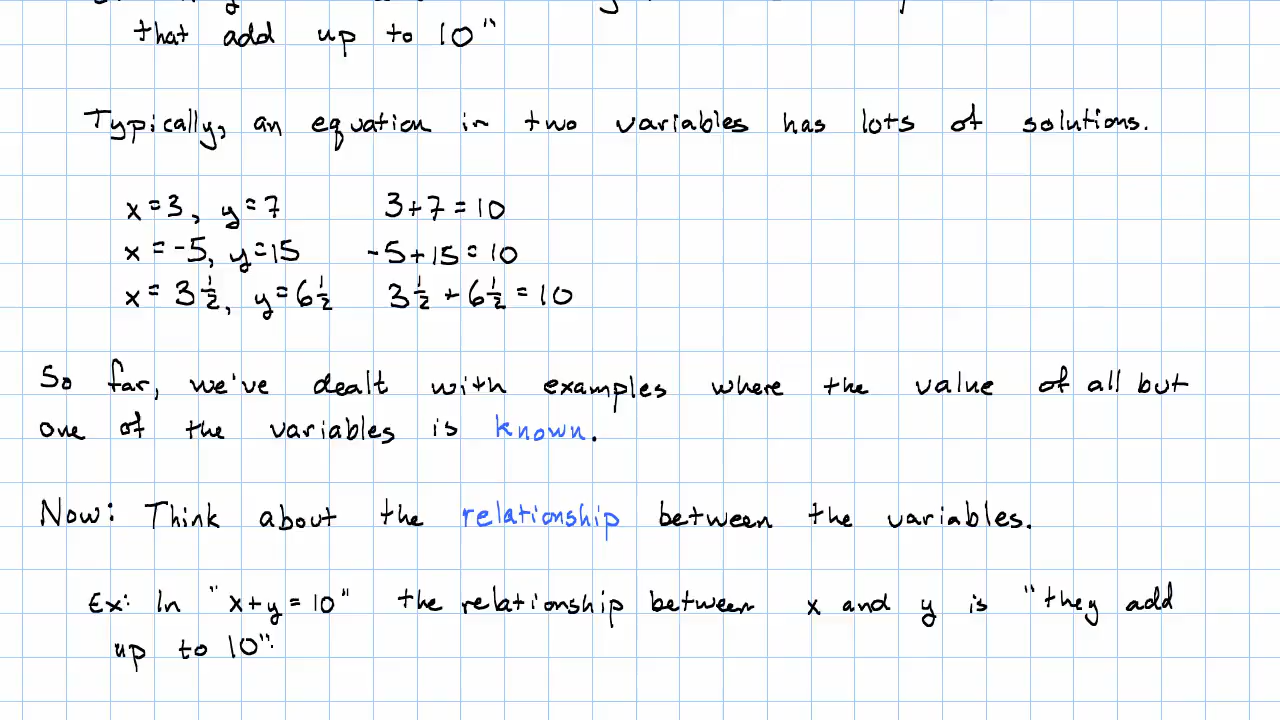 that add up to 10"
Typically, an equation in two variables has lots of solutions.
x=3, y=7 3+7=10
x=-5, y=15 -5+15=10
x=3½, y=6½ 3½+6½=10
So far, we've dealt with examples where the value of all but
one of the variables is known.
Now: Think about the relationship between the variables.
Ex: In "x+y=10" the relationship between x and y is "they add
up to 10".